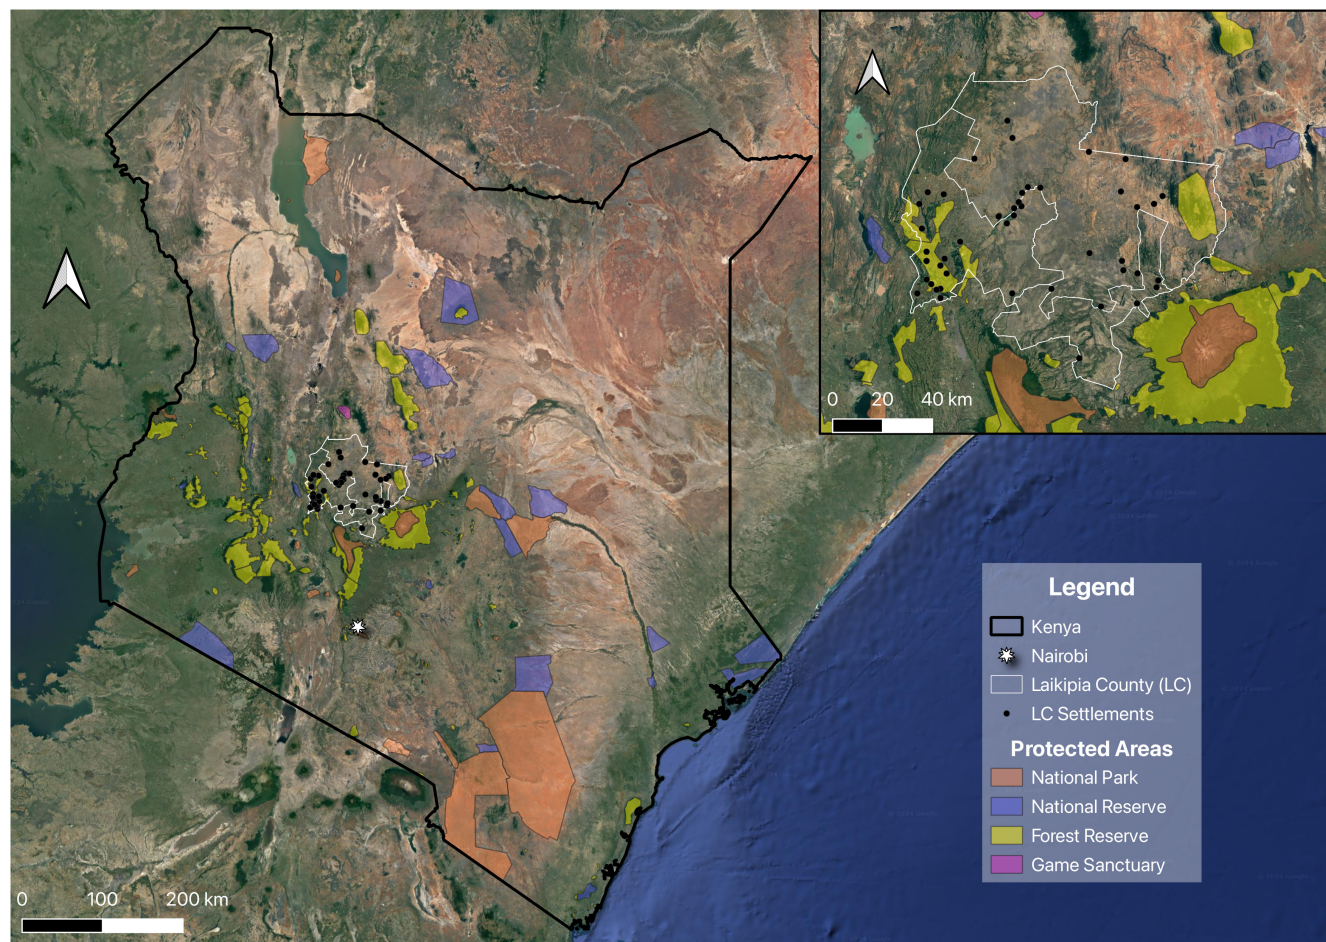 0 20 40 km
Legend
Kenya
Nairobi
Laikipia County (LC)
LC Settlements
Protected Areas
National Park
National Reserve
Forest Reserve
Game Sanctuary
0 100 200 km